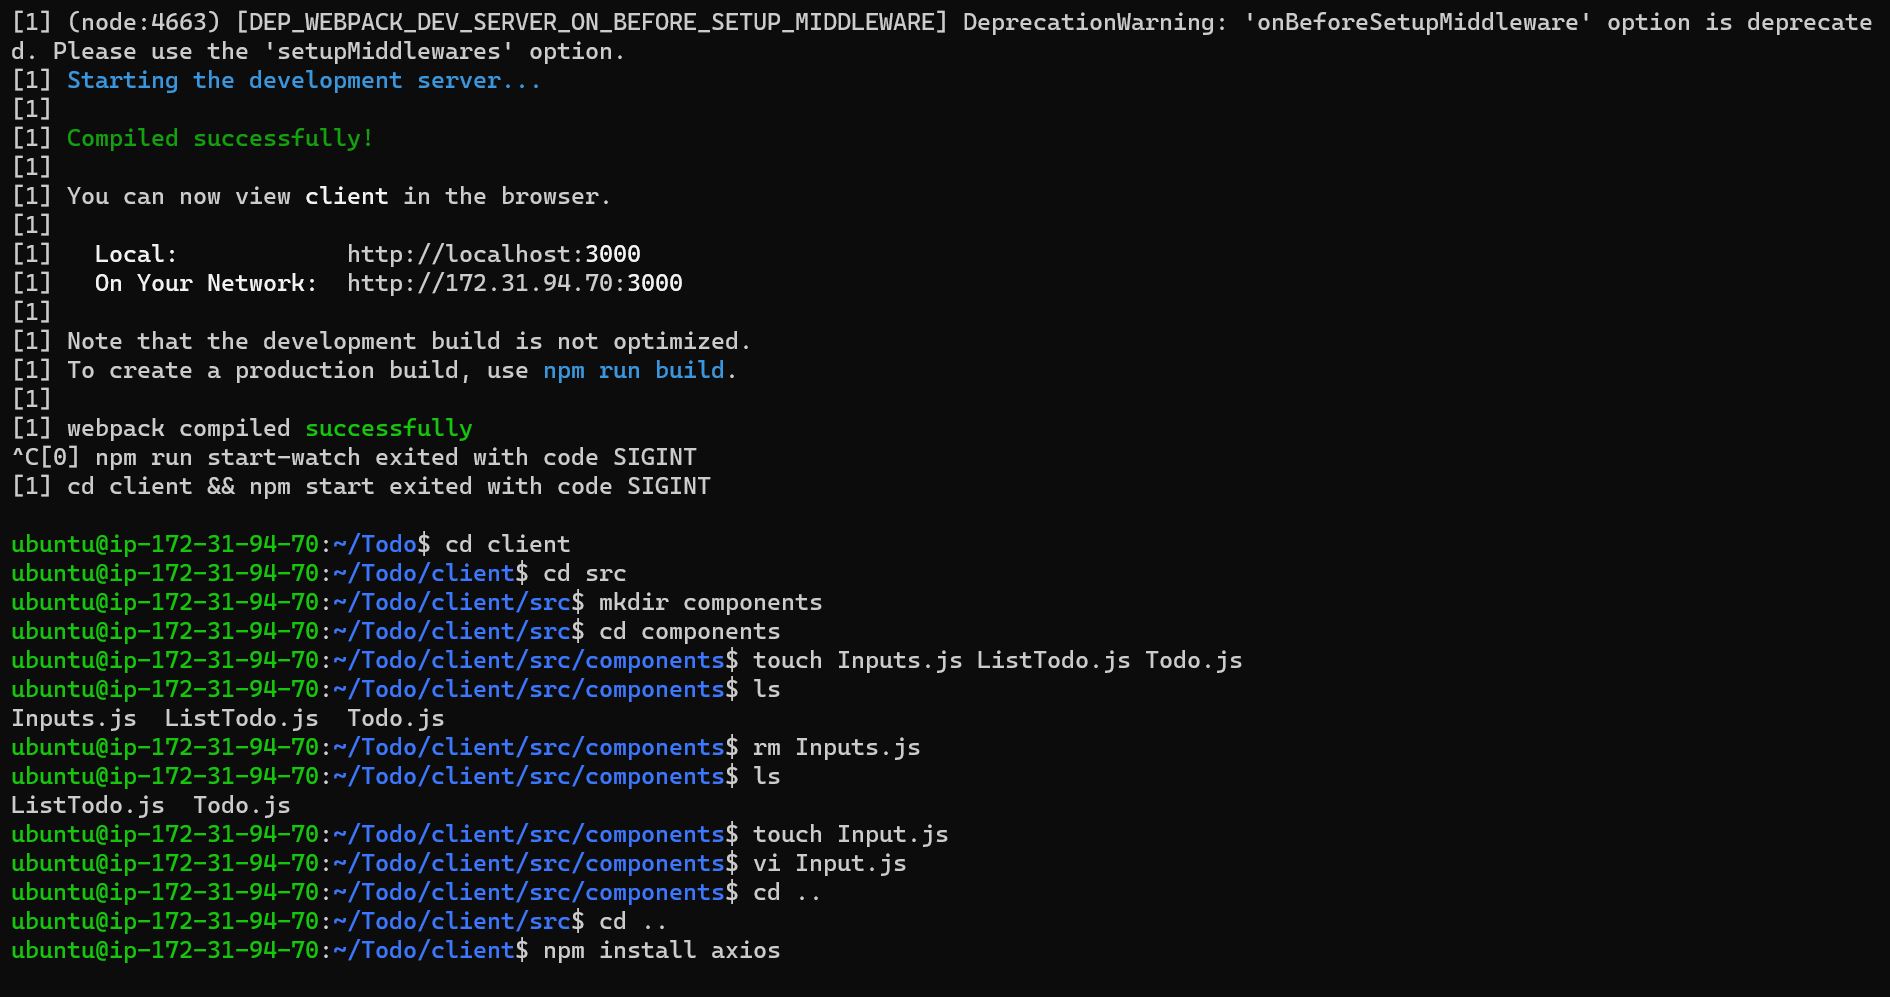 [1] (node:4663) [DEP_WEBPACK_DEV_SERVER_ON_BEFORE_SETUP_MIDDLEWARE] DeprecationWarning: 'onBeforeSetupMiddleware' option is deprecate
d. Please use the 'setupMiddlewares' option.
[1] Starting the development server...
[1]
[1] Compiled successfully!
[1]
[1] You can now view client in the browser.
[1]
[1]   Local:            http://localhost:3000
[1]   On Your Network:  http://172.31.94.70:3000
[1]
[1] Note that the development build is not optimized.
[1] To create a production build, use npm run build.
[1]
[1] webpack compiled successfully
^C[0] npm run start-watch exited with code SIGINT
[1] cd client && npm start exited with code SIGINT

ubuntu@ip-172-31-94-70:~/Todo$ cd client
ubuntu@ip-172-31-94-70:~/Todo/client$ cd src
ubuntu@ip-172-31-94-70:~/Todo/client/src$ mkdir components
ubuntu@ip-172-31-94-70:~/Todo/client/src$ cd components
ubuntu@ip-172-31-94-70:~/Todo/client/src/components$ touch Inputs.js ListTodo.js Todo.js
ubuntu@ip-172-31-94-70:~/Todo/client/src/components$ ls
Inputs.js  ListTodo.js  Todo.js
ubuntu@ip-172-31-94-70:~/Todo/client/src/components$ rm Inputs.js
ubuntu@ip-172-31-94-70:~/Todo/client/src/components$ ls
ListTodo.js  Todo.js
ubuntu@ip-172-31-94-70:~/Todo/client/src/components$ touch Input.js
ubuntu@ip-172-31-94-70:~/Todo/client/src/components$ vi Input.js
ubuntu@ip-172-31-94-70:~/Todo/client/src/components$ cd ..
ubuntu@ip-172-31-94-70:~/Todo/client/src$ cd ..
ubuntu@ip-172-31-94-70:~/Todo/client$ npm install axios